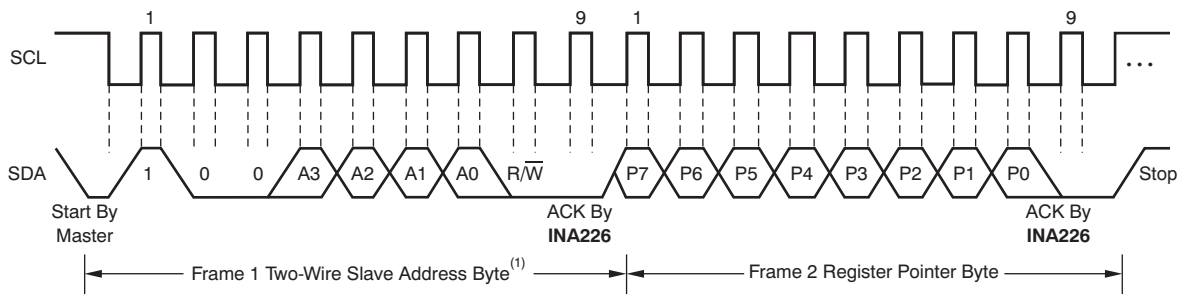 1 9 1 9
SCL ...
SDA 1 0 0 A3 A2 A1 A0 R/W̅ P7 P6 P5 P4 P3 P2 P1 P0 Stop
Start By ACK By ACK By
Master INA226 INA226
Frame 1 Two-Wire Slave Address Byte(1) Frame 2 Register Pointer Byte